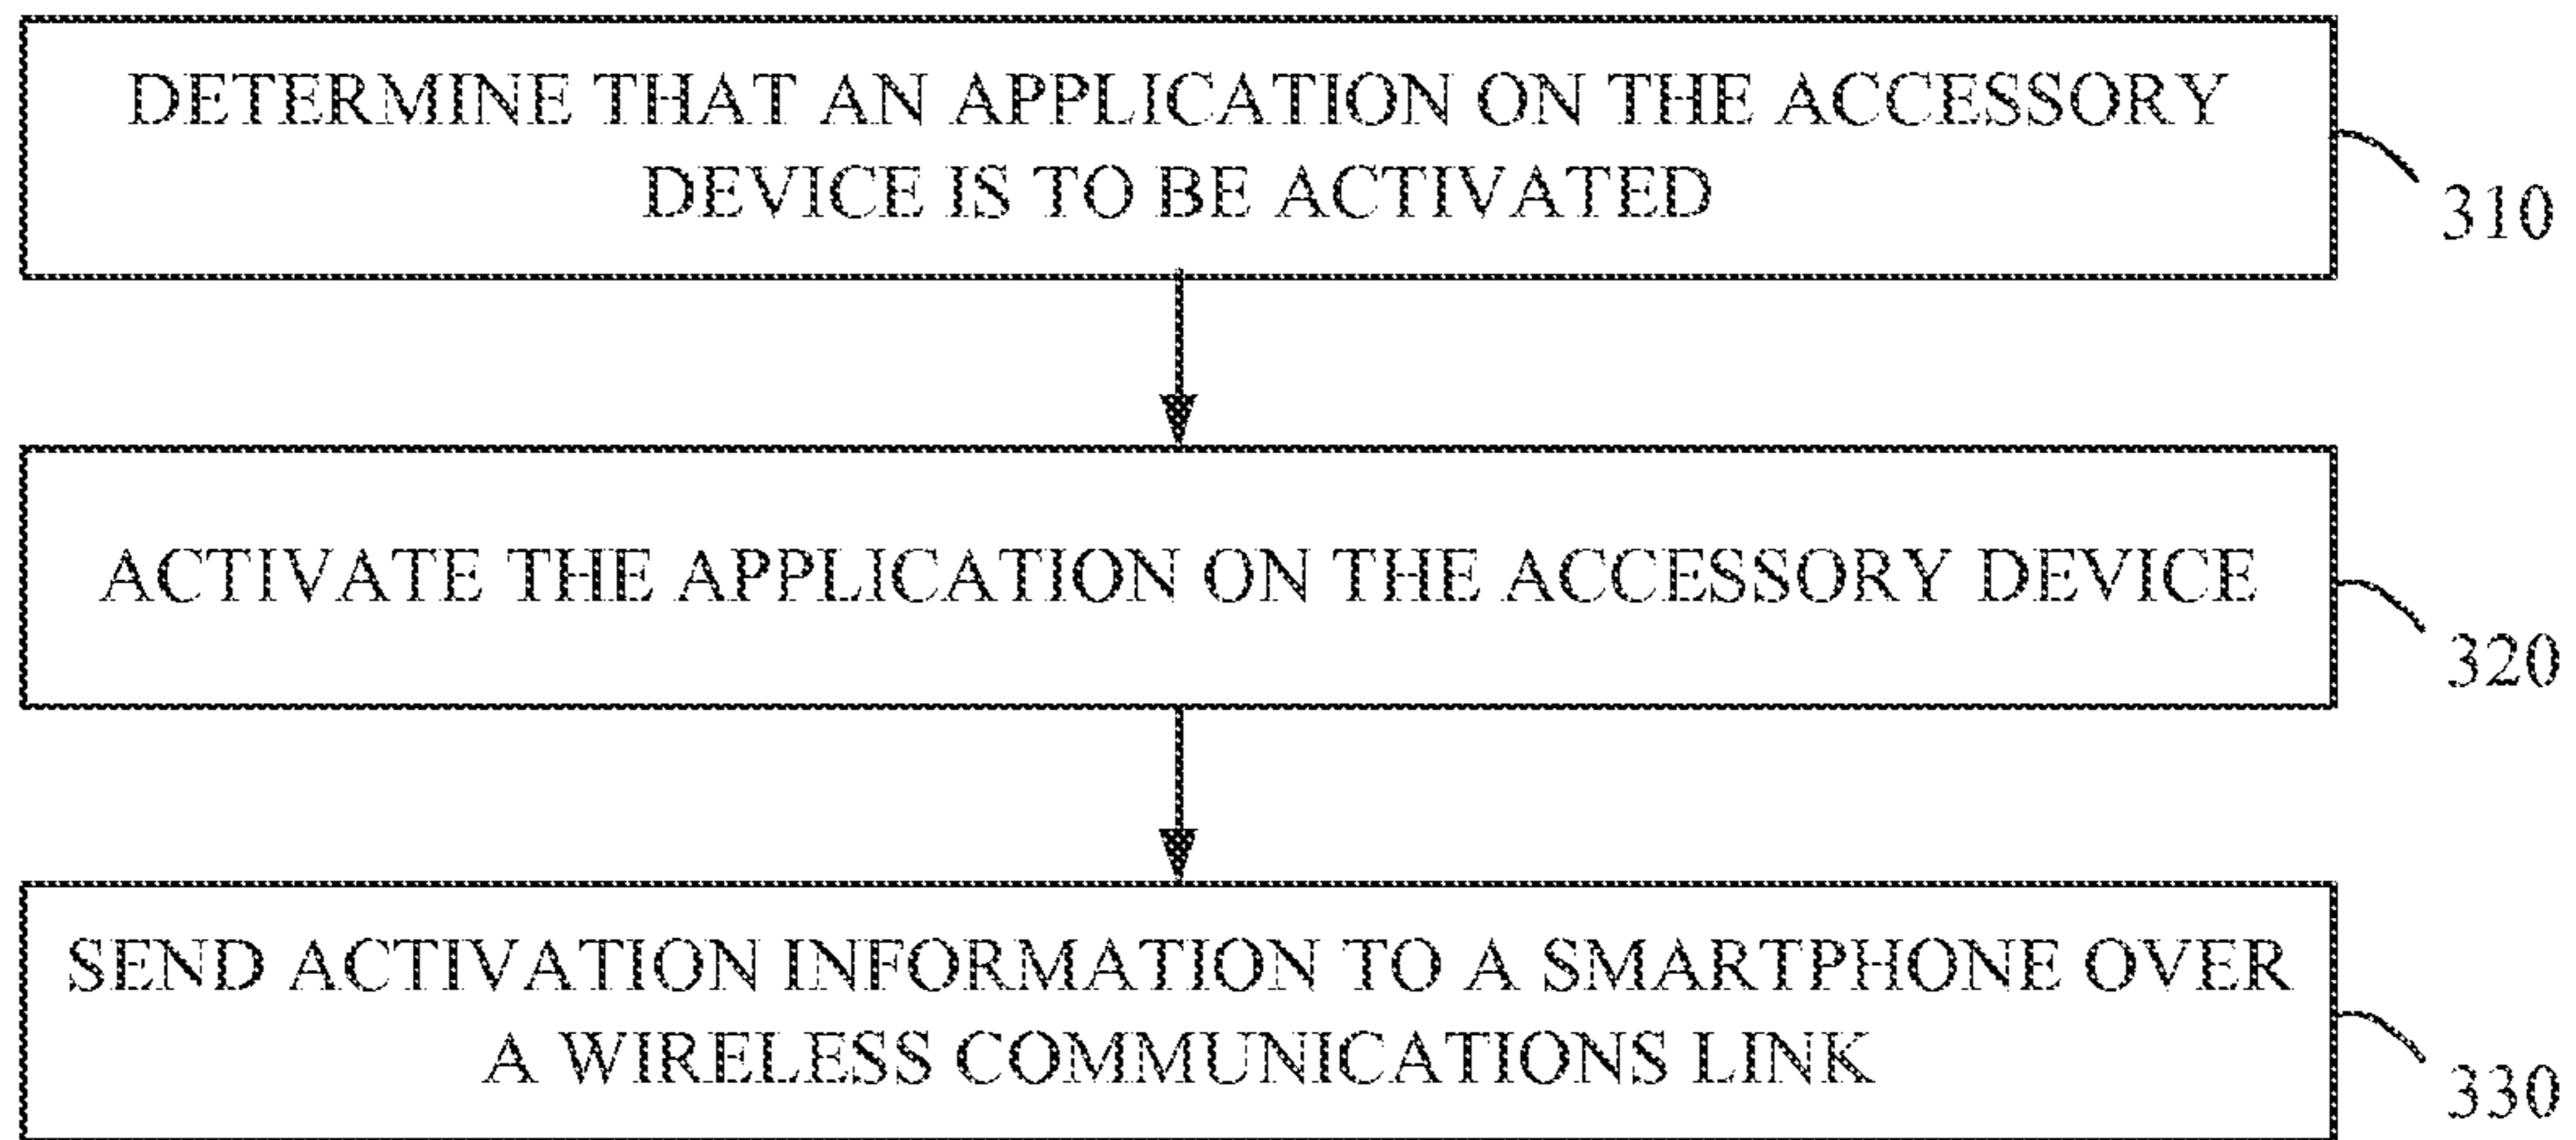 DETERMINE THAT AN APPLICATION ON THE ACCESSORY
DEVICE IS TO BE ACTIVATED
310
ACTIVATE THE APPLICATION ON THE ACCESSORY DEVICE
320
SEND ACTIVATION INFORMATION TO A SMARTPHONE OVER
A WIRELESS COMMUNICATIONS LINK
330